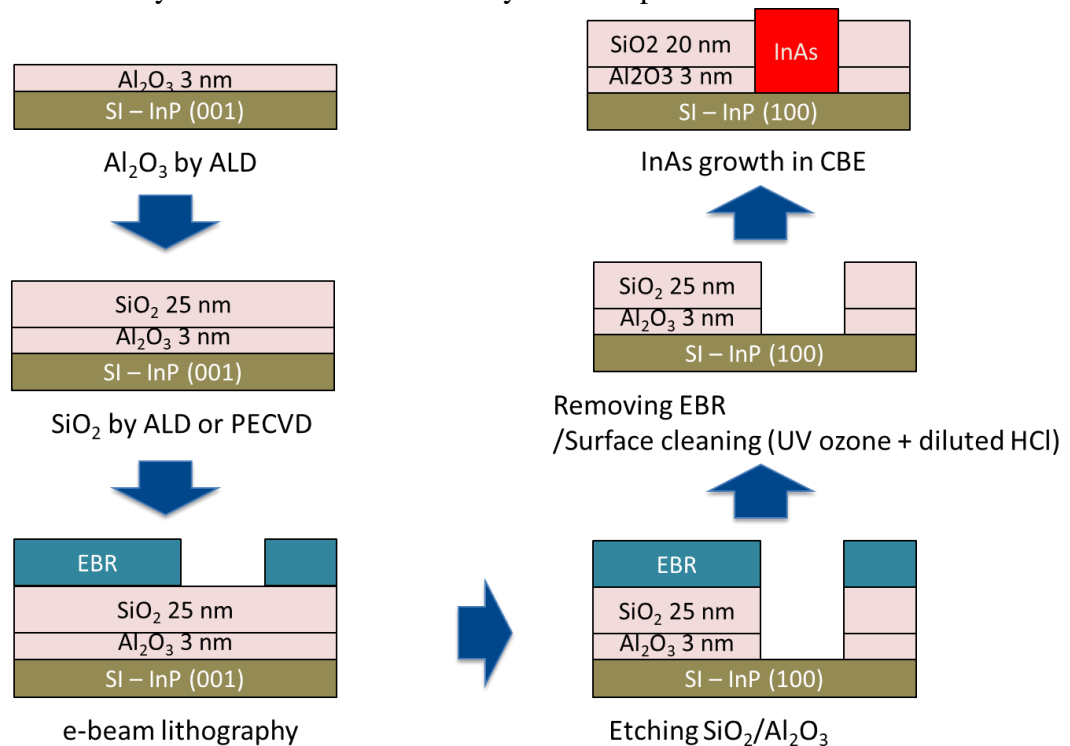 Al₂O₃ 3 nm
SI – InP (001)
Al₂O₃ by ALD
SiO₂ 25 nm
Al₂O₃ 3 nm
SI – InP (001)
SiO₂ by ALD or PECVD
EBR
SiO₂ 25 nm
Al₂O₃ 3 nm
SI – InP (001)
e-beam lithography
EBR
SiO₂ 25 nm
Al₂O₃ 3 nm
SI – InP (100)
Etching SiO₂/Al₂O₃
SiO₂ 25 nm
Al₂O₃ 3 nm
SI – InP (100)
Removing EBR
/Surface cleaning (UV ozone + diluted HCl)
SiO2 20 nm
InAs
Al2O3 3 nm
SI – InP (100)
InAs growth in CBE